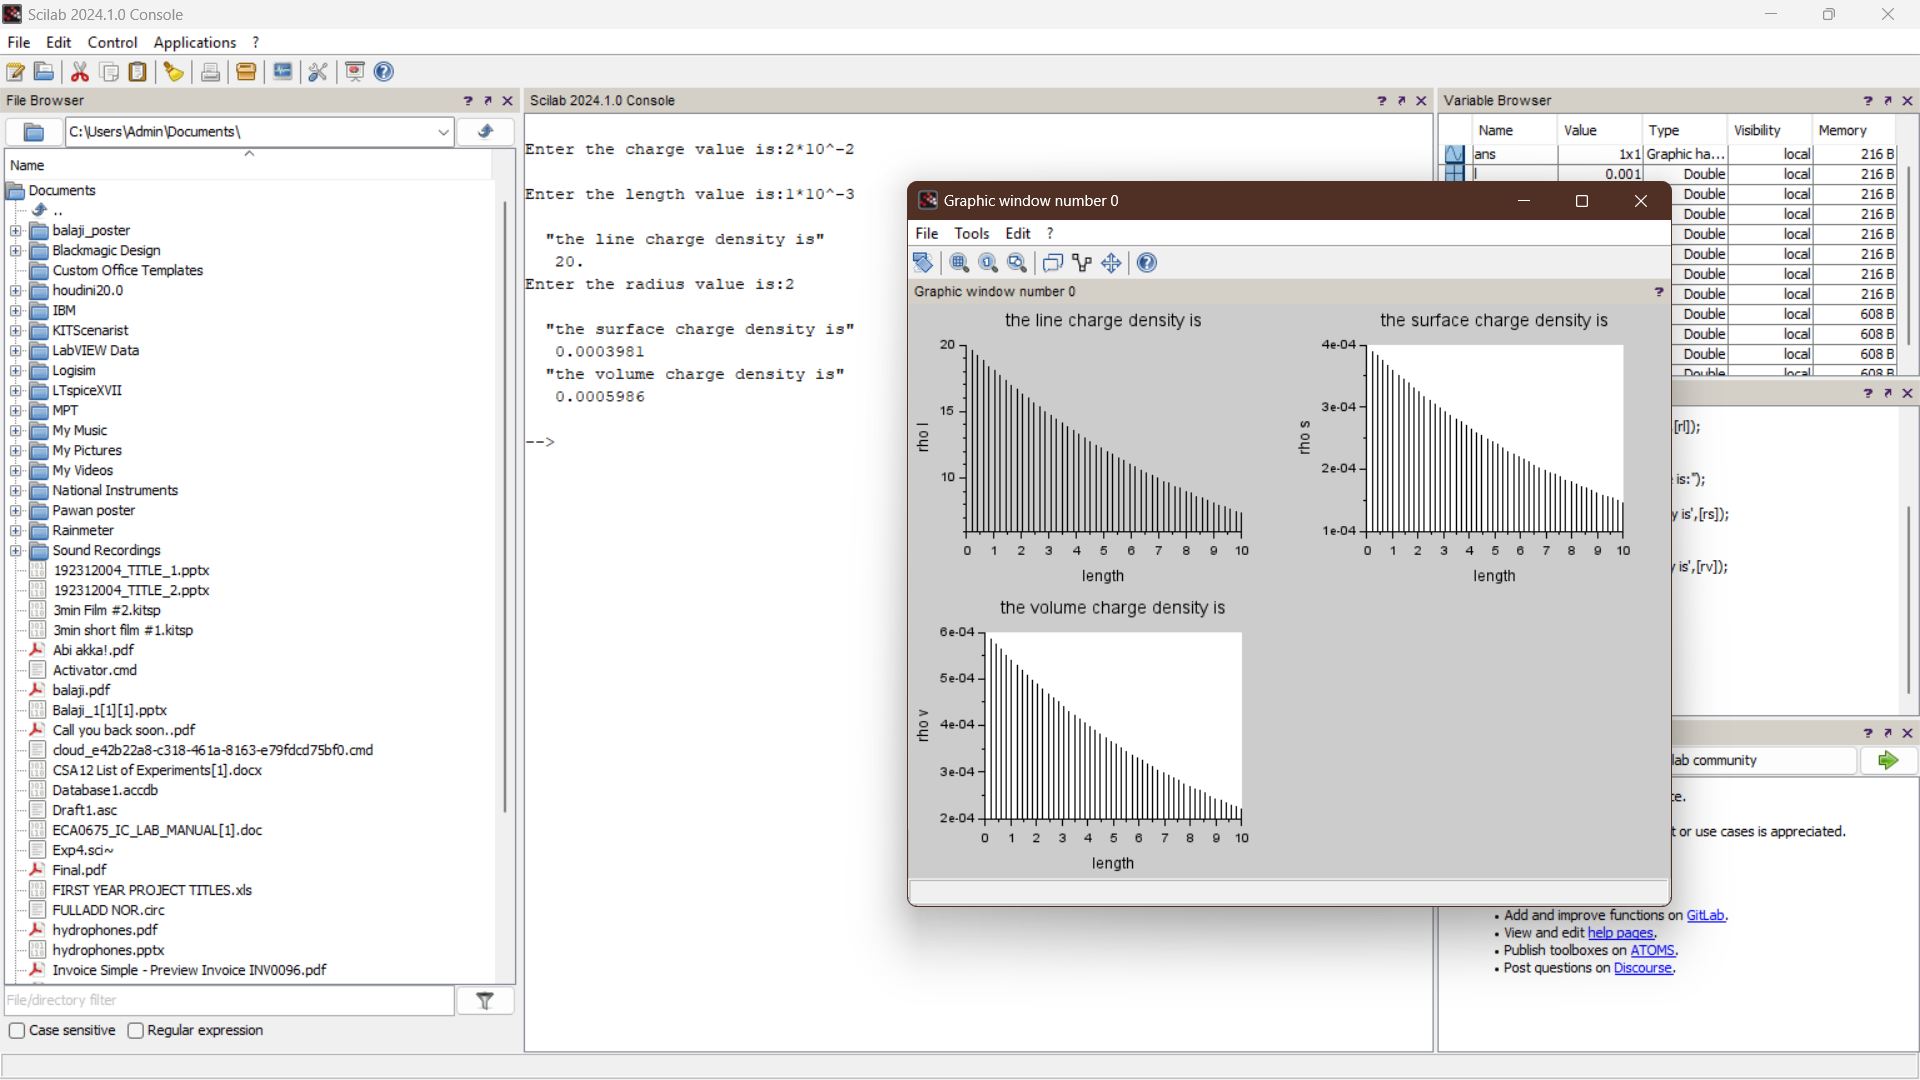 Scilab 2024.1.0 Console
File Edit Control Applications ?
File Browser
C:\Users\Admin\Documents\
Name
Documents
..
balaji_poster
Blackmagic Design
Custom Office Templates
houdini20.0
IBM
KITScenarist
LabVIEW Data
Logisim
LTspiceXVII
MPT
My Music
My Pictures
My Videos
National Instruments
Pawan poster
Rainmeter
Sound Recordings
192312004_TITLE_1.pptx
192312004_TITLE_2.pptx
3min Film #2.kitsp
3min short film #1.kitsp
Abi akka!.pdf
Activator.cmd
balaji.pdf
Balaji_1[1][1].pptx
Call you back soon..pdf
cloud_e42b22a8-c318-461a-8163-e79fdcd75bf0.cmd
CSA12 List of Experiments[1].docx
Database1.accdb
Draft1.asc
ECA0675_IC_LAB_MANUAL[1].doc
Exp4.sci~
Final.pdf
FIRST YEAR PROJECT TITLES.xls
FULLADD NOR.circ
hydrophones.pdf
hydrophones.pptx
Invoice Simple - Preview Invoice INV0096.pdf
File/directory filter
Case sensitive Regular expression
Scilab 2024.1.0 Console
Enter the charge value is:2*10^-2
Enter the length value is:1*10^-3
"the line charge density is"
20.
Enter the radius value is:2
"the surface charge density is"
0.0003981
"the volume charge density is"
0.0005986
-->
Graphic window number 0
File Tools Edit ?
Graphic window number 0
the line charge density is
rho l
20
15
10
0 1 2 3 4 5 6 7 8 9 10
length
the surface charge density is
rho s
4e-04
3e-04
2e-04
1e-04
0 1 2 3 4 5 6 7 8 9 10
length
the volume charge density is
rho v
6e-04
5e-04
4e-04
3e-04
2e-04
0 1 2 3 4 5 6 7 8 9 10
length
Variable Browser
Name Value Type Visibility Memory
ans 1x1 Graphic ha... local 216 B
l 0.001 Double local 216 B
Double local 216 B
Double local 216 B
Double local 216 B
Double local 216 B
Double local 216 B
Double local 216 B
Double local 216 B
Double local 608 B
Double local 608 B
Double local 608 B
Double local 608 B
[rl]);
is:");
y is',[rs]);
y is',[rv]);
lab community
te.
t or use cases is appreciated.
• Add and improve functions on GitLab.
• View and edit help pages.
• Publish toolboxes on ATOMS.
• Post questions on Discourse.